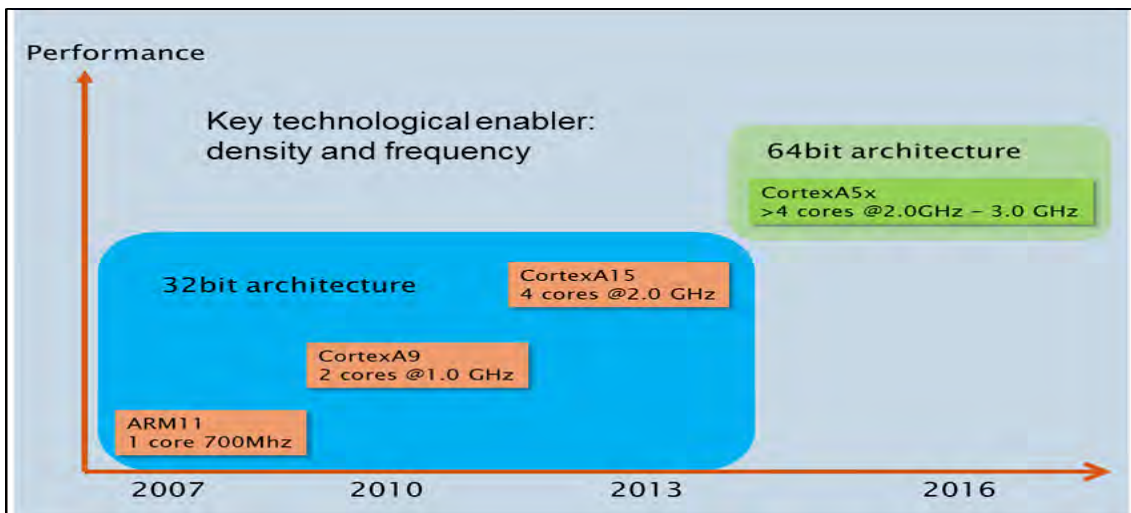 Performance
Key technological enabler:
density and frequency
64bit architecture
CortexA5x
>4 cores @2.0GHz – 3.0 GHz
32bit architecture
CortexA15
4 cores @2.0 GHz
CortexA9
2 cores @1.0 GHz
ARM11
1 core 700Mhz
2007
2010
2013
2016